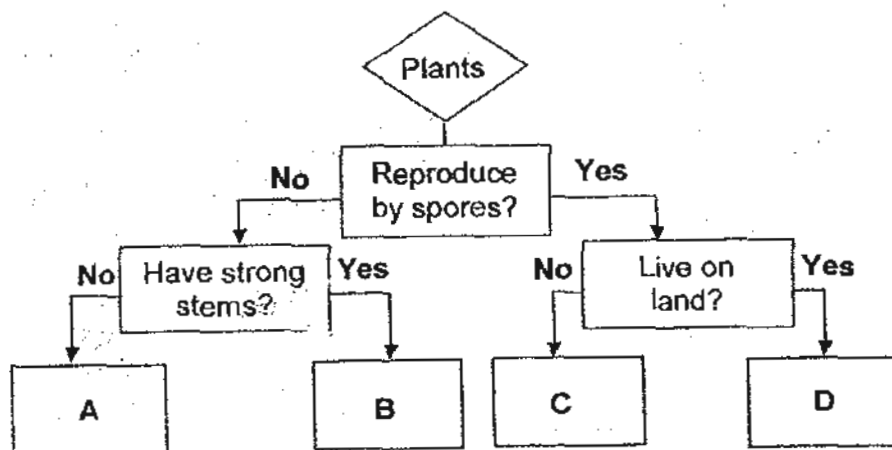 Plants
No
Reproduce
by spores?
Yes
No
Have strong
stems?
Yes
No
Live on
land?
Yes
A
B
C
D